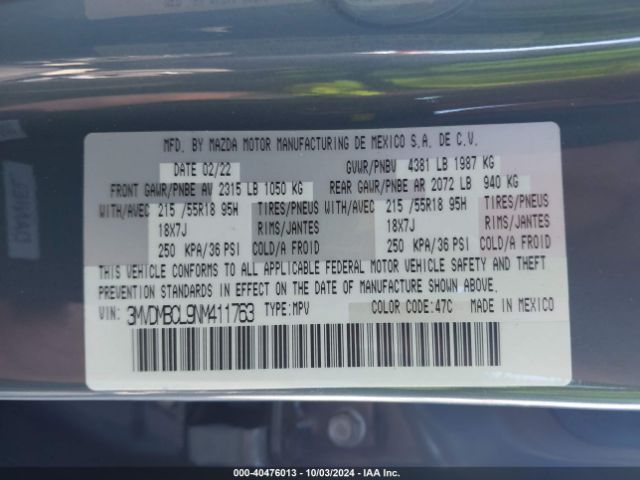 MFD. BY MAZDA MOTOR MANUFACTURING DE MEXICO S.A. DE C.V.
DATE 02/22 GVWR/PNBV 4381 LB 1987 KG
FRONT GAWR/PNBE AV 2315 LB 1050 KG REAR GAWR/PNBE AR 2072 LB 940 KG
WITH/AVEC 215 /55R18 95H TIRES/PNEUS WITH/AVEC 215 /55R18 95H TIRES/PNEUS
18X7J RIMS/JANTES 18X7J RIMS/JANTES
250 KPA/36 PSI COLD/A FROID 250 KPA/36 PSI COLD/A FROID
THIS VEHICLE CONFORMS TO ALL APPLICABLE FEDERAL MOTOR VEHICLE SAFETY AND THEFT
PREVENTION STANDARDS IN EFFECT ON THE DATE OF MANUFACTURE SHOWN ABOVE.
VIN: 3MVDMBCL9NM411763 TYPE:MPV COLOR CODE:47C MADE IN MEXICO
000-40476013 - 10/03/2024 - IAA Inc.